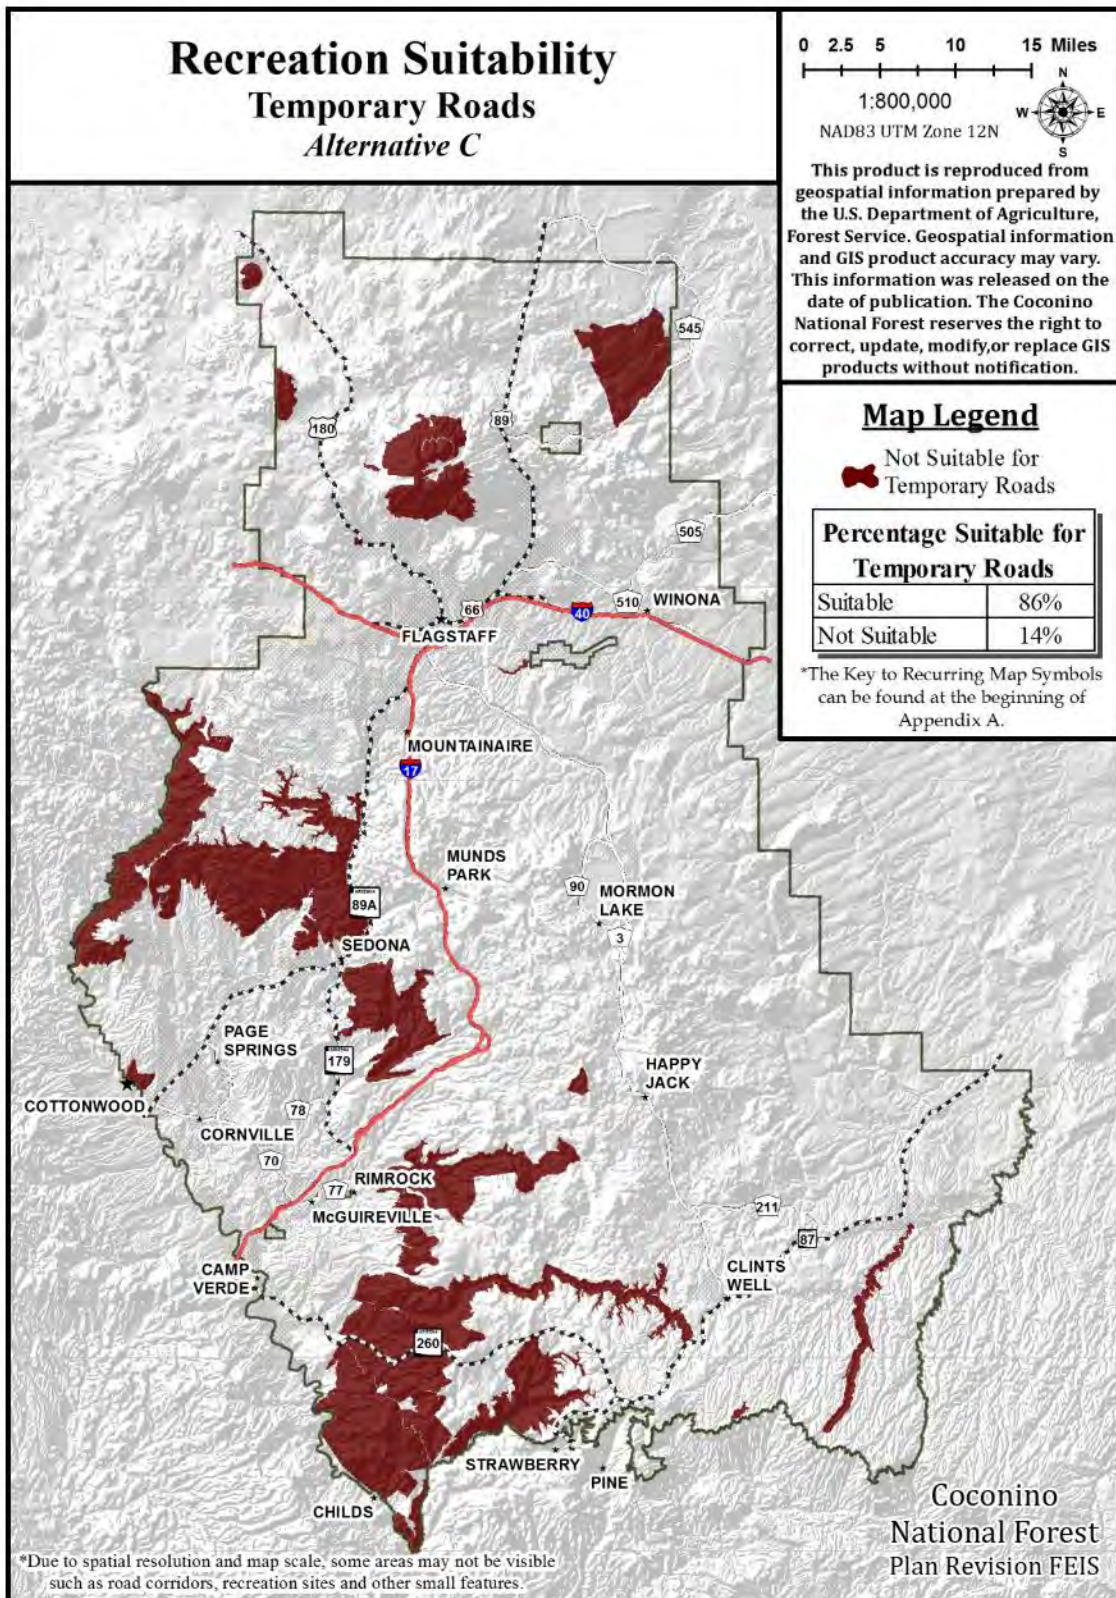 Recreation Suitability
Temporary Roads
Alternative C
0 2.5 5 10 15 Miles
1:800,000
NAD83 UTM Zone 12N
N
W E
S
This product is reproduced from
geospatial information prepared by
the U.S. Department of Agriculture,
Forest Service. Geospatial information
and GIS product accuracy may vary.
This information was released on the
date of publication. The Coconino
National Forest reserves the right to
correct, update, modify,or replace GIS
products without notification.
Map Legend
Not Suitable for
Temporary Roads
Percentage Suitable for
Temporary Roads
Suitable 86%
Not Suitable 14%
*The Key to Recurring Map Symbols
can be found at the beginning of
Appendix A.
545
180
89
505
510
WINONA
66
40
FLAGSTAFF
MOUNTAINAIRE
17
MUNDS
PARK
90
MORMON
LAKE
89A
3
SEDONA
PAGE
SPRINGS
179
HAPPY
JACK
COTTONWOOD
78
CORNVILLE
70
RIMROCK
77
McGUIREVILLE
211
87
CAMP
VERDE
CLINTS
WELL
260
STRAWBERRY
PINE
CHILDS
Coconino
National Forest
Plan Revision FEIS
*Due to spatial resolution and map scale, some areas may not be visible
such as road corridors, recreation sites and other small features.